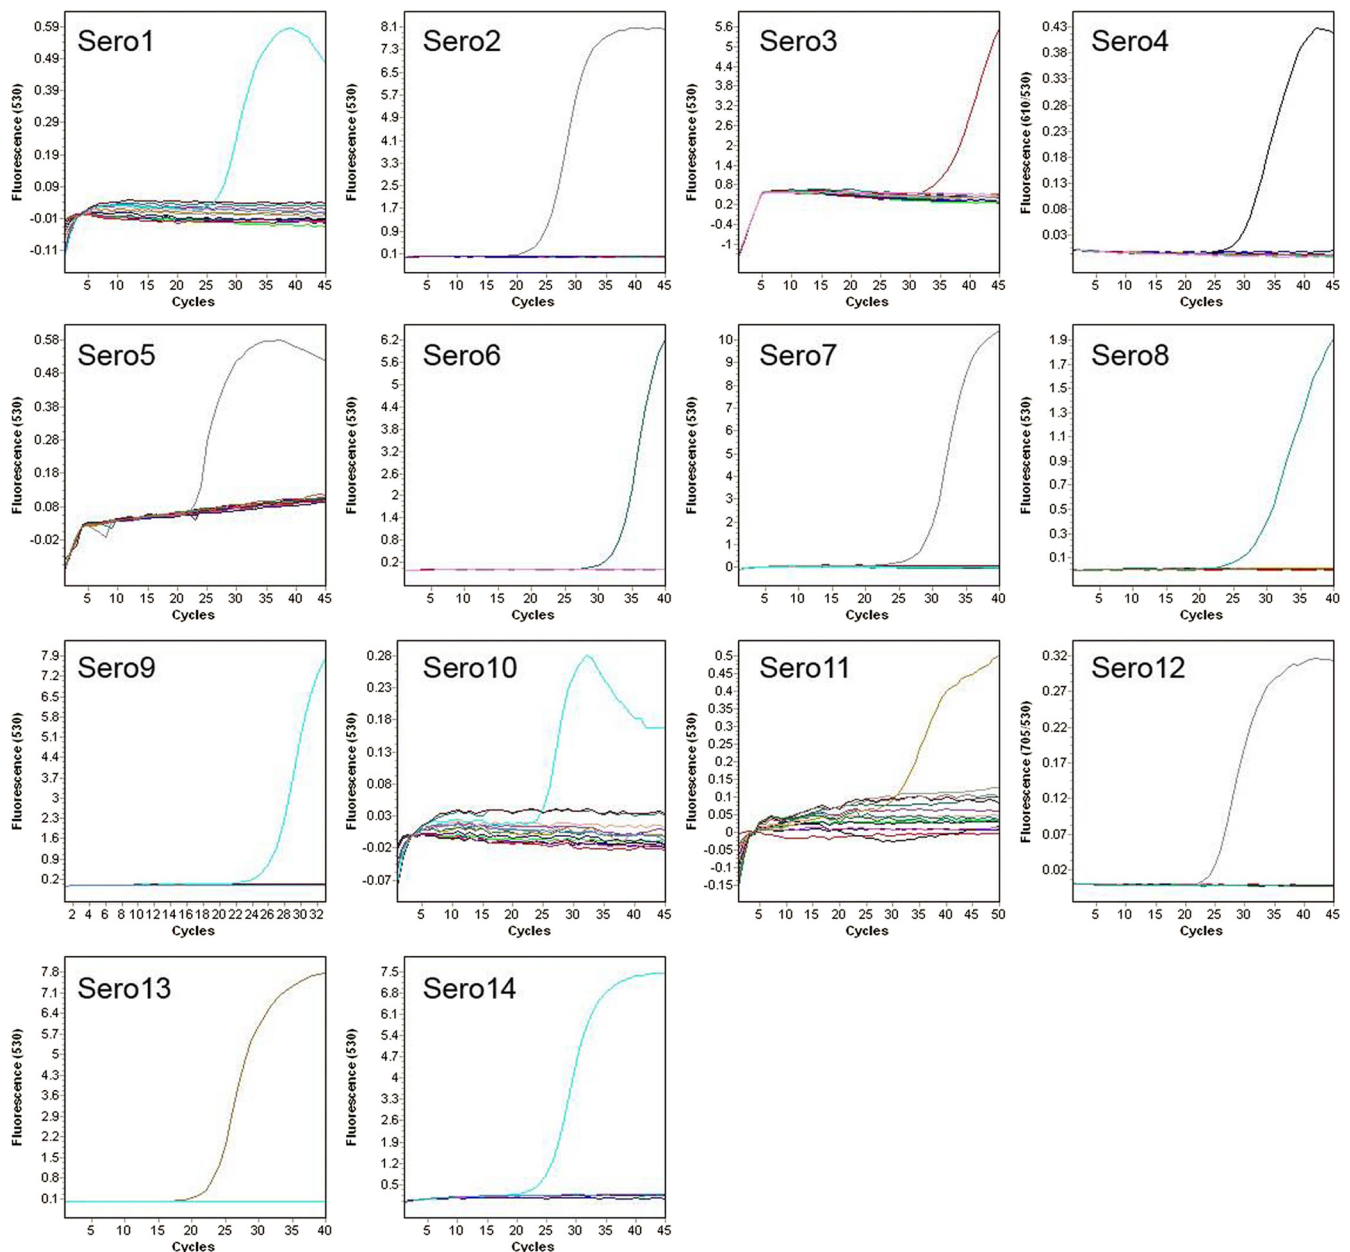 Sero1
Fluorescence (530)
0.59
0.49
0.39
0.29
0.19
0.09
-0.01
-0.11
5 10 15 20 25 30 35 40 45
Cycles
Sero2
Fluorescence (530)
8.1
7.3
6.5
5.7
4.9
4.1
3.3
2.5
1.7
0.9
0.1
5 10 15 20 25 30 35 40 45
Cycles
Sero3
Fluorescence (530)
5.6
5
4.4
3.8
3.2
2.6
2
1.4
0.8
0.2
-0.4
-1
5 10 15 20 25 30 35 40 45
Cycles
Sero4
Fluorescence (610/530)
0.43
0.38
0.33
0.28
0.23
0.18
0.13
0.08
0.03
5 10 15 20 25 30 35 40 45
Cycles
Sero5
Fluorescence (530)
0.58
0.48
0.38
0.28
0.18
0.08
-0.02
5 10 15 20 25 30 35 40 45
Cycles
Sero6
Fluorescence (530)
6.2
5.6
5
4.4
3.8
3.2
2.6
2
1.4
0.8
0.2
5 10 15 20 25 30 35 40
Cycles
Sero7
Fluorescence (530)
10
9
8
7
6
5
4
3
2
1
0
5 10 15 20 25 30 35 40
Cycles
Sero8
Fluorescence (530)
1.9
1.7
1.5
1.3
1.1
0.9
0.7
0.5
0.3
0.1
5 10 15 20 25 30 35 40
Cycles
Sero9
Fluorescence (530)
7.9
7.2
6.5
5.8
5.1
4.4
3.7
3
2.3
1.6
0.9
0.2
2 4 6 8 10 12 14 16 18 20 22 24 26 28 30 32
Cycles
Sero10
Fluorescence (530)
0.28
0.23
0.18
0.13
0.08
0.03
-0.02
-0.07
5 10 15 20 25 30 35 40 45
Cycles
Sero11
Fluorescence (530)
0.5
0.45
0.4
0.35
0.3
0.25
0.2
0.15
0.1
0.05
0
-0.05
-0.1
-0.15
5 10 15 20 25 30 35 40 45 50
Cycles
Sero12
Fluorescence (705/530)
0.32
0.27
0.22
0.17
0.12
0.07
0.02
5 10 15 20 25 30 35 40 45
Cycles
Sero13
Fluorescence (530)
7.8
7.1
6.4
5.7
5
4.3
3.6
2.9
2.2
1.5
0.8
0.1
5 10 15 20 25 30 35 40
Cycles
Sero14
Fluorescence (530)
7.5
6.8
6.1
5.4
4.7
4
3.3
2.6
1.9
1.2
0.5
5 10 15 20 25 30 35 40 45
Cycles